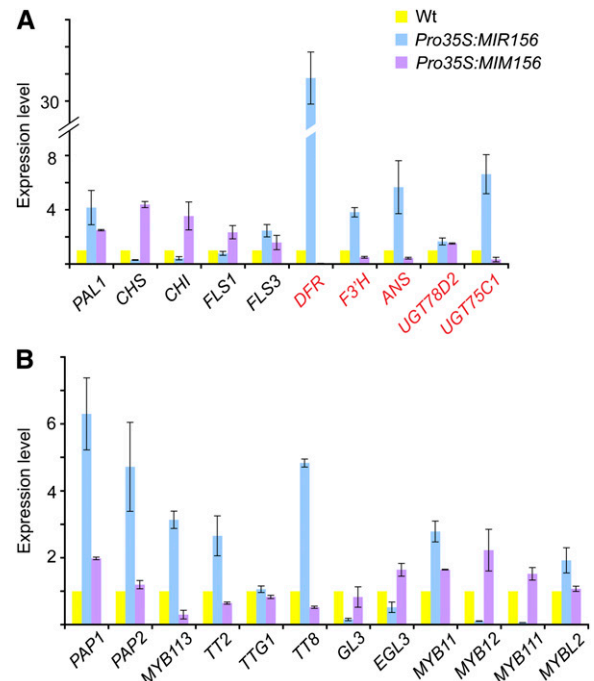 A
Wt
Pro35S:MIR156
Pro35S:MIM156
Expression level
30
8
4
PAL1
CHS
CHI
FLS1
FLS3
DFR
F3'H
ANS
UGT78D2
UGT75C1
B
Expression level
6
4
2
PAP1
PAP2
MYB113
TT2
TTG1
TT8
GL3
EGL3
MYB11
MYB12
MYB111
MYBL2